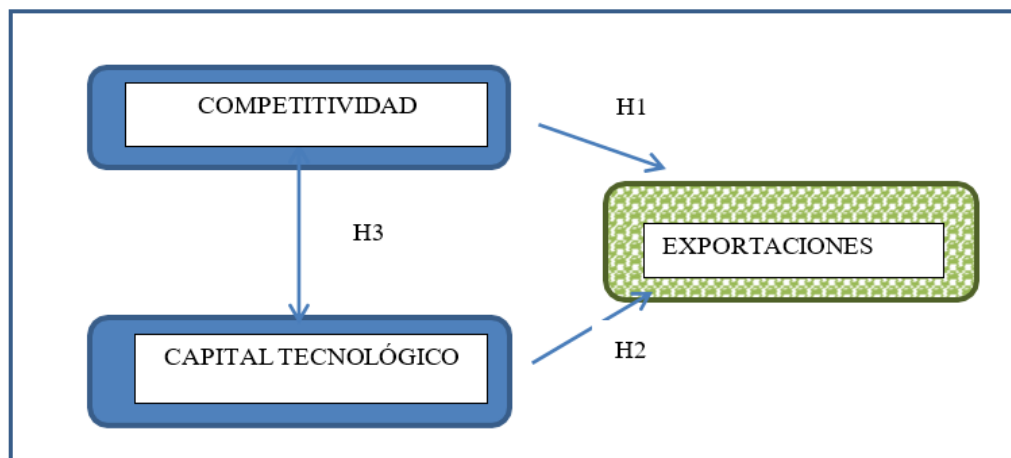 COMPETITIVIDAD
H1
H3
EXPORTACIONES
CAPITAL TECNOLÓGICO
H2